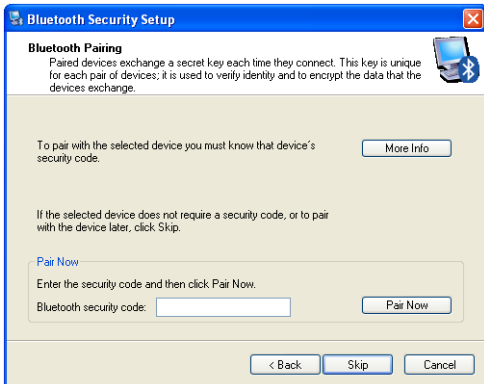 Bluetooth Security Setup
Bluetooth Pairing
Paired devices exchange a secret key each time they connect. This key is unique
for each pair of devices; it is used to verify identity and to encrypt the data that the
devices exchange.
To pair with the selected device you must know that device's
security code.
More Info
If the selected device does not require a security code, or to pair
with the device later, click Skip.
Pair Now
Enter the security code and then click Pair Now.
Bluetooth security code:
Pair Now
< Back
Skip
Cancel